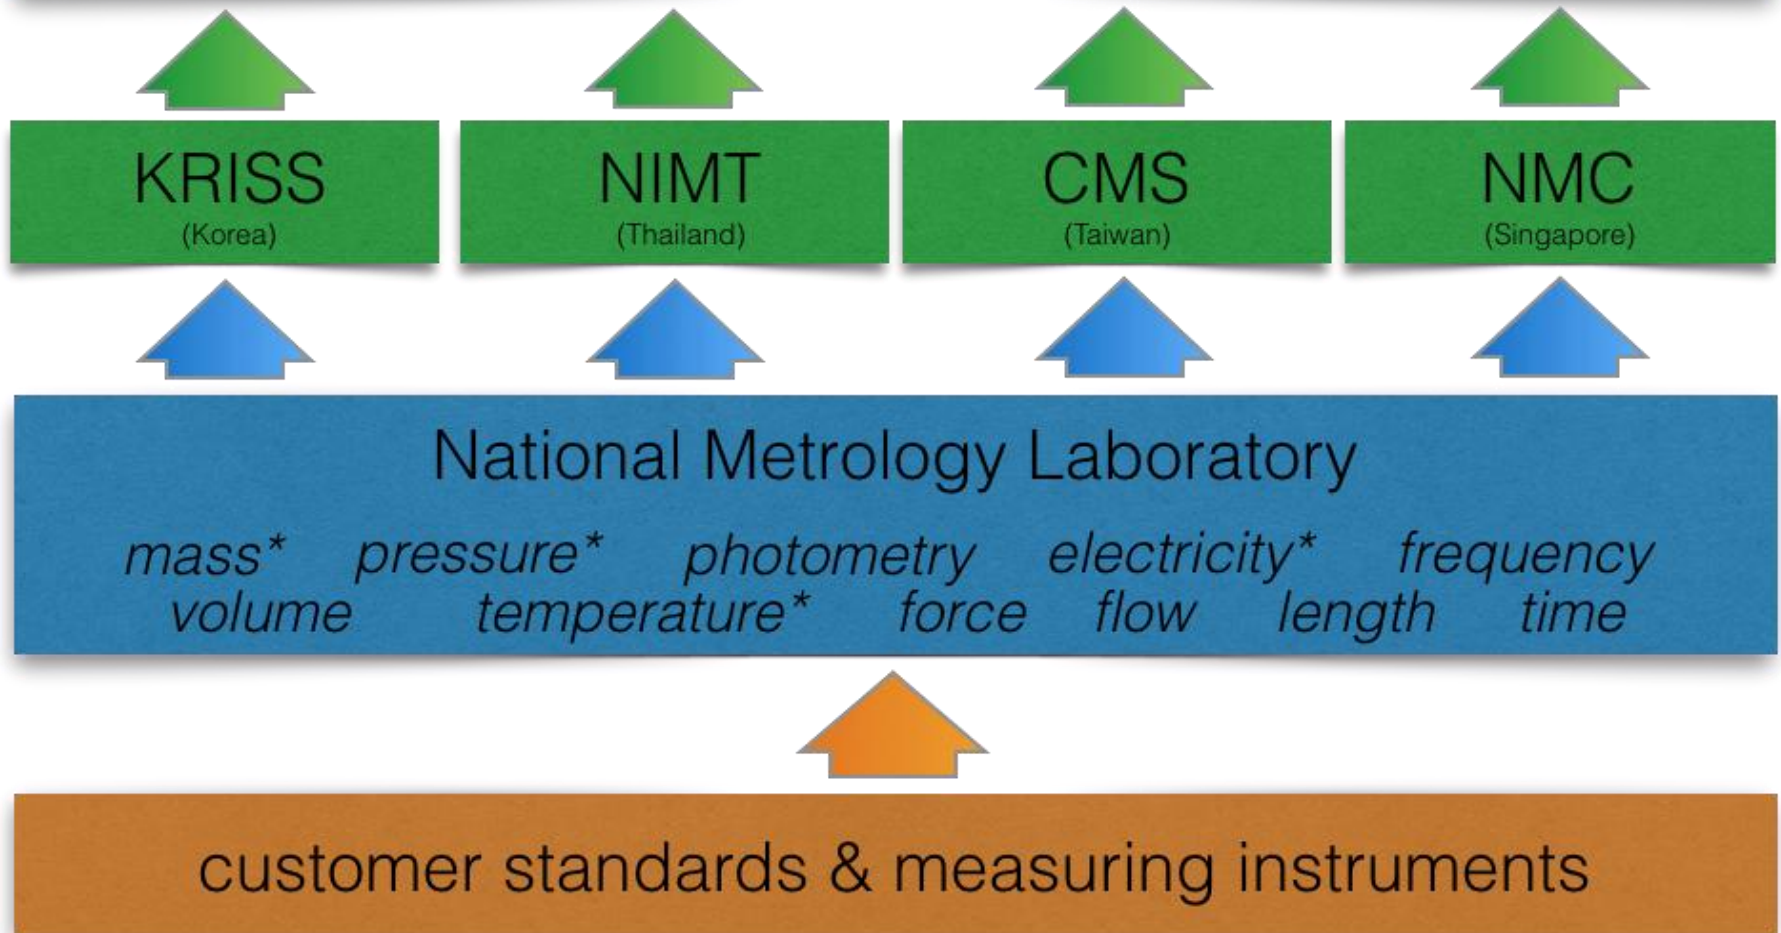 KRISS
(Korea)
NIMT
(Thailand)
CMS
(Taiwan)
NMC
(Singapore)
National Metrology Laboratory
mass* pressure* photometry electricity* frequency
volume temperature* force flow length time
customer standards & measuring instruments